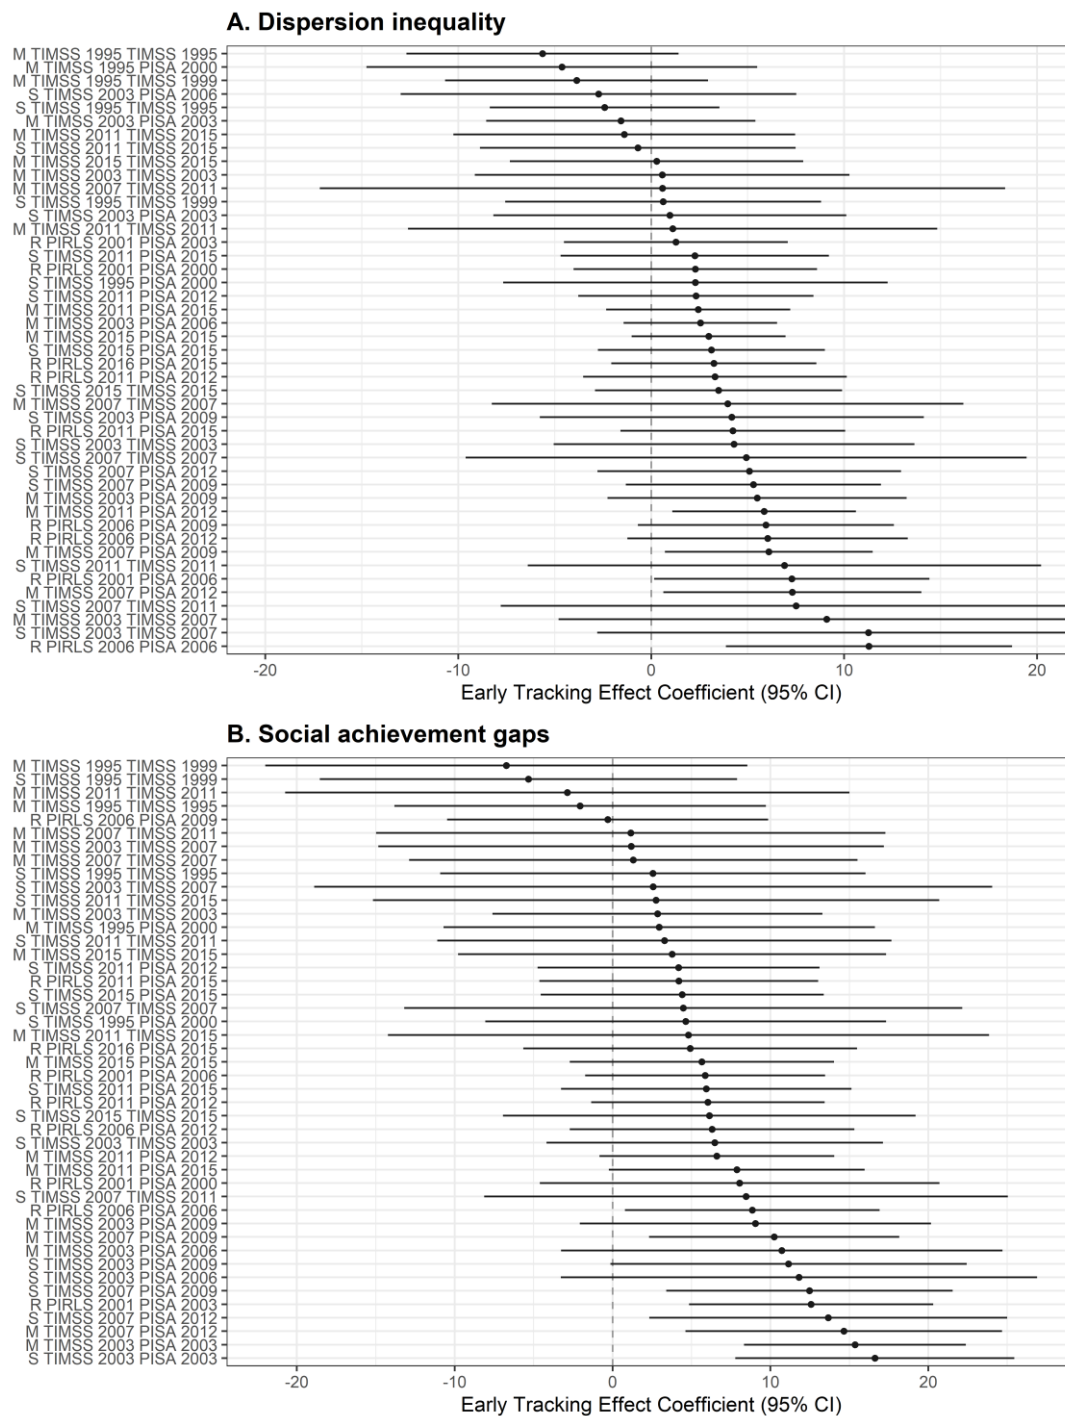 A. Dispersion inequality
M TIMSS 1995 TIMSS 1995
M TIMSS 1995 PISA 2000
M TIMSS 1995 TIMSS 1999
S TIMSS 2003 PISA 2006
S TIMSS 1995 TIMSS 1995
M TIMSS 2003 PISA 2003
M TIMSS 2011 TIMSS 2015
S TIMSS 2011 TIMSS 2015
M TIMSS 2015 TIMSS 2015
M TIMSS 2003 TIMSS 2003
M TIMSS 2007 TIMSS 2011
S TIMSS 1995 TIMSS 1999
S TIMSS 2003 PISA 2003
M TIMSS 2011 TIMSS 2011
R PIRLS 2001 PISA 2003
S TIMSS 2011 PISA 2015
R PIRLS 2001 PISA 2000
S TIMSS 1995 PISA 2000
S TIMSS 2011 PISA 2012
M TIMSS 2011 PISA 2015
M TIMSS 2003 PISA 2006
M TIMSS 2015 PISA 2015
S TIMSS 2015 PISA 2015
R PIRLS 2016 PISA 2015
R PIRLS 2011 PISA 2012
S TIMSS 2015 TIMSS 2015
M TIMSS 2007 TIMSS 2007
S TIMSS 2003 PISA 2009
R PIRLS 2011 PISA 2015
S TIMSS 2003 TIMSS 2003
S TIMSS 2007 TIMSS 2007
S TIMSS 2007 PISA 2012
S TIMSS 2007 PISA 2009
M TIMSS 2003 PISA 2009
M TIMSS 2011 PISA 2012
R PIRLS 2006 PISA 2009
R PIRLS 2006 PISA 2012
M TIMSS 2007 PISA 2009
S TIMSS 2011 TIMSS 2011
R PIRLS 2001 PISA 2006
M TIMSS 2007 PISA 2012
S TIMSS 2007 TIMSS 2011
M TIMSS 2003 TIMSS 2007
S TIMSS 2003 TIMSS 2007
R PIRLS 2006 PISA 2006
-20 -10 0 10 20
Early Tracking Effect Coefficient (95% CI)
B. Social achievement gaps
M TIMSS 1995 TIMSS 1999
S TIMSS 1995 TIMSS 1999
M TIMSS 2011 TIMSS 2011
M TIMSS 1995 TIMSS 1995
R PIRLS 2006 PISA 2009
M TIMSS 2007 TIMSS 2011
M TIMSS 2003 TIMSS 2007
M TIMSS 2007 TIMSS 2007
S TIMSS 1995 TIMSS 1995
S TIMSS 2003 TIMSS 2007
S TIMSS 2011 TIMSS 2015
M TIMSS 2003 TIMSS 2003
M TIMSS 1995 PISA 2000
S TIMSS 2011 TIMSS 2011
M TIMSS 2015 TIMSS 2015
S TIMSS 2011 PISA 2012
R PIRLS 2011 PISA 2015
S TIMSS 2015 PISA 2015
S TIMSS 2007 TIMSS 2007
S TIMSS 1995 PISA 2000
M TIMSS 2011 TIMSS 2015
R PIRLS 2016 PISA 2015
M TIMSS 2015 PISA 2015
R PIRLS 2001 PISA 2006
S TIMSS 2011 PISA 2015
R PIRLS 2011 PISA 2012
S TIMSS 2015 TIMSS 2015
R PIRLS 2006 PISA 2012
S TIMSS 2003 TIMSS 2003
M TIMSS 2011 PISA 2012
M TIMSS 2011 PISA 2015
R PIRLS 2001 PISA 2000
S TIMSS 2007 TIMSS 2011
R PIRLS 2006 PISA 2006
M TIMSS 2003 PISA 2009
M TIMSS 2007 PISA 2009
M TIMSS 2003 PISA 2006
S TIMSS 2003 PISA 2009
S TIMSS 2003 PISA 2006
S TIMSS 2007 PISA 2009
R PIRLS 2001 PISA 2003
S TIMSS 2007 PISA 2012
M TIMSS 2007 PISA 2012
M TIMSS 2003 PISA 2003
S TIMSS 2003 PISA 2003
-20 -10 0 10 20
Early Tracking Effect Coefficient (95% CI)